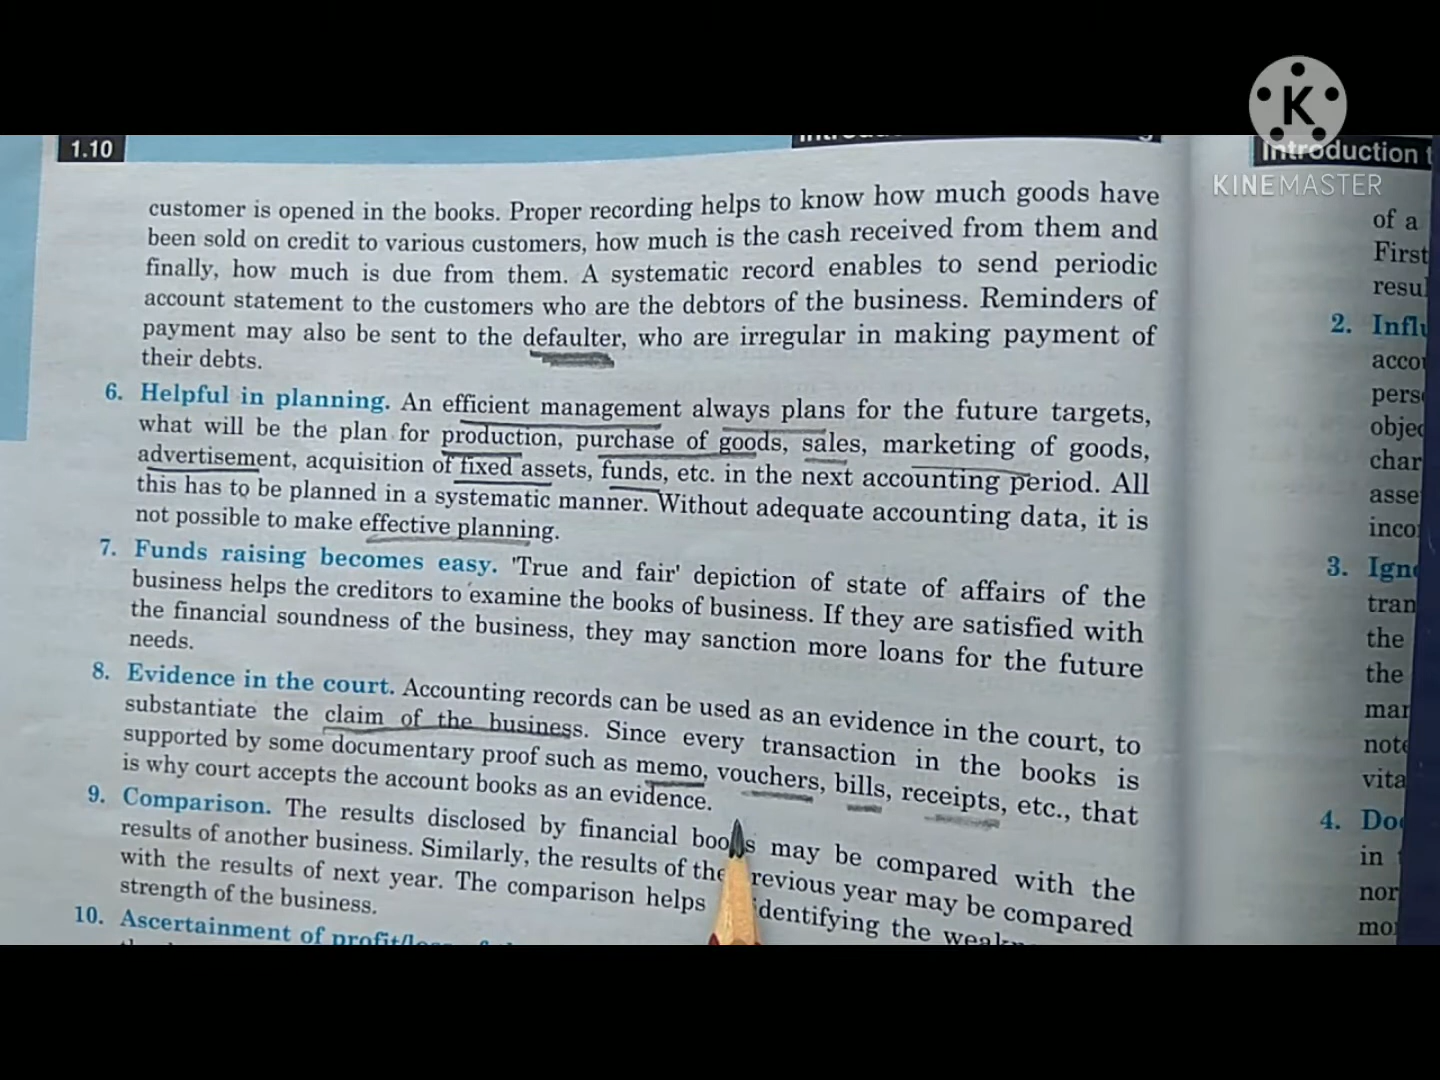 K
KINEMASTER
1.10
customer is opened in the books. Proper recording helps to know how much goods have
been sold on credit to various customers, how much is the cash received from them and
finally, how much is due from them. A systematic record enables to send periodic
account statement to the customers who are the debtors of the business. Reminders of
payment may also be sent to the defaulter, who are irregular in making payment of
their debts.
6. Helpful in planning. An efficient management always plans for the future targets,
what will be the plan for production, purchase of goods, sales, marketing of goods,
advertisement, acquisition of fixed assets, funds, etc. in the next accounting period. All
this has to be planned in a systematic manner. Without adequate accounting data, it is
not possible to make effective planning.
7. Funds raising becomes easy. 'True and fair' depiction of state of affairs of the
business helps the creditors to examine the books of business. If they are satisfied with
the financial soundness of the business, they may sanction more loans for the future
needs.
8. Evidence in the court. Accounting records can be used as an evidence in the court, to
substantiate the claim of the business. Since every transaction in the books is
supported by some documentary proof such as memo, vouchers, bills, receipts, etc., that
is why court accepts the account books as an evidence.
9. Comparison. The results disclosed by financial books may be compared with the
results of another business. Similarly, the results of the previous year may be compared
with the results of next year. The comparison helps identifying the
strength of the business.
10. Ascertainment of profit/
Introduction t
of a
First
resul
2. Influ
accou
perso
objec
char
asse
inco
3. Igno
tran
the
the
mar
note
vita
4. Do
in
nor
mo